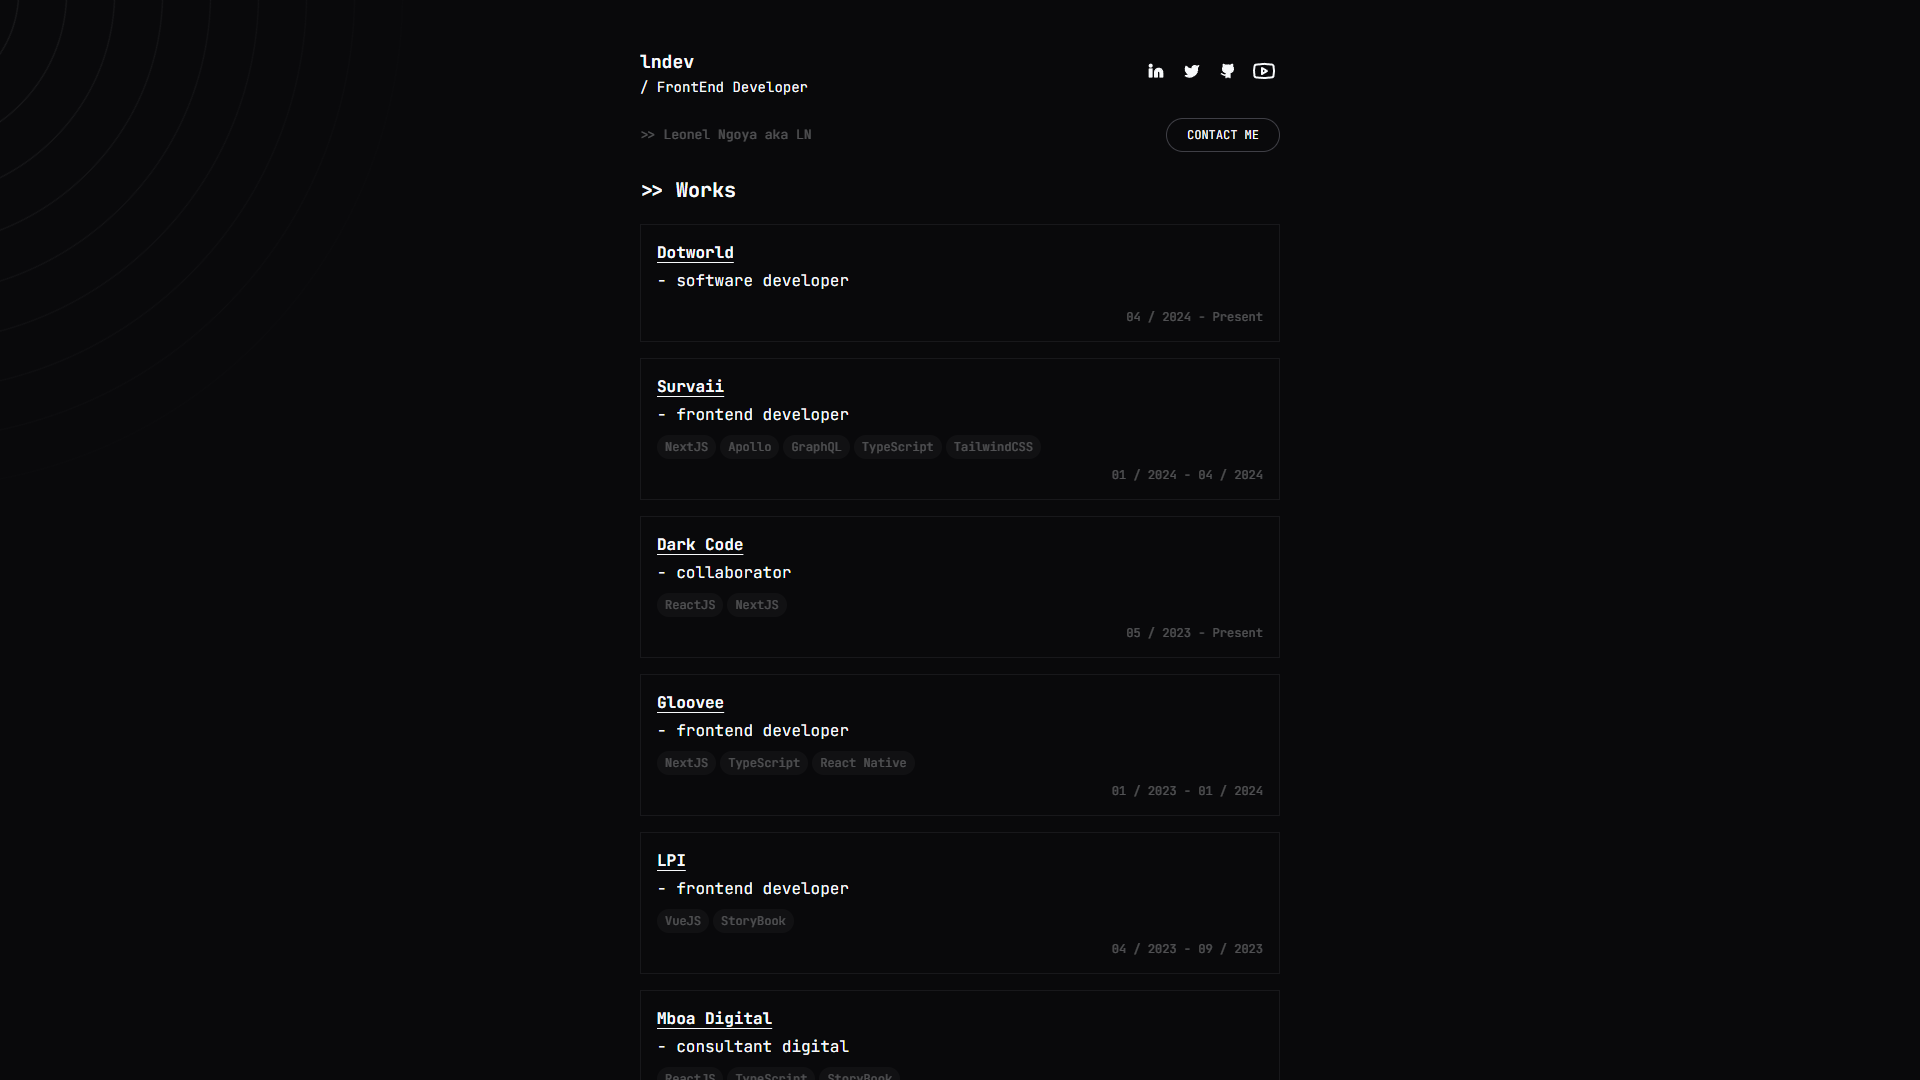 lndev
/ FrontEnd Developer
>> Leonel Ngoya aka LN
CONTACT ME
>> Works
Dotworld
- software developer
04 / 2024 - Present
Survaii
- frontend developer
NextJS Apollo GraphQL TypeScript TailwindCSS
01 / 2024 - 04 / 2024
Dark Code
- collaborator
ReactJS NextJS
05 / 2023 - Present
Gloovee
- frontend developer
NextJS TypeScript React Native
01 / 2023 - 01 / 2024
LPI
- frontend developer
VueJS StoryBook
04 / 2023 - 09 / 2023
Mboa Digital
- consultant digital
ReactJS TypeScript StoryBook